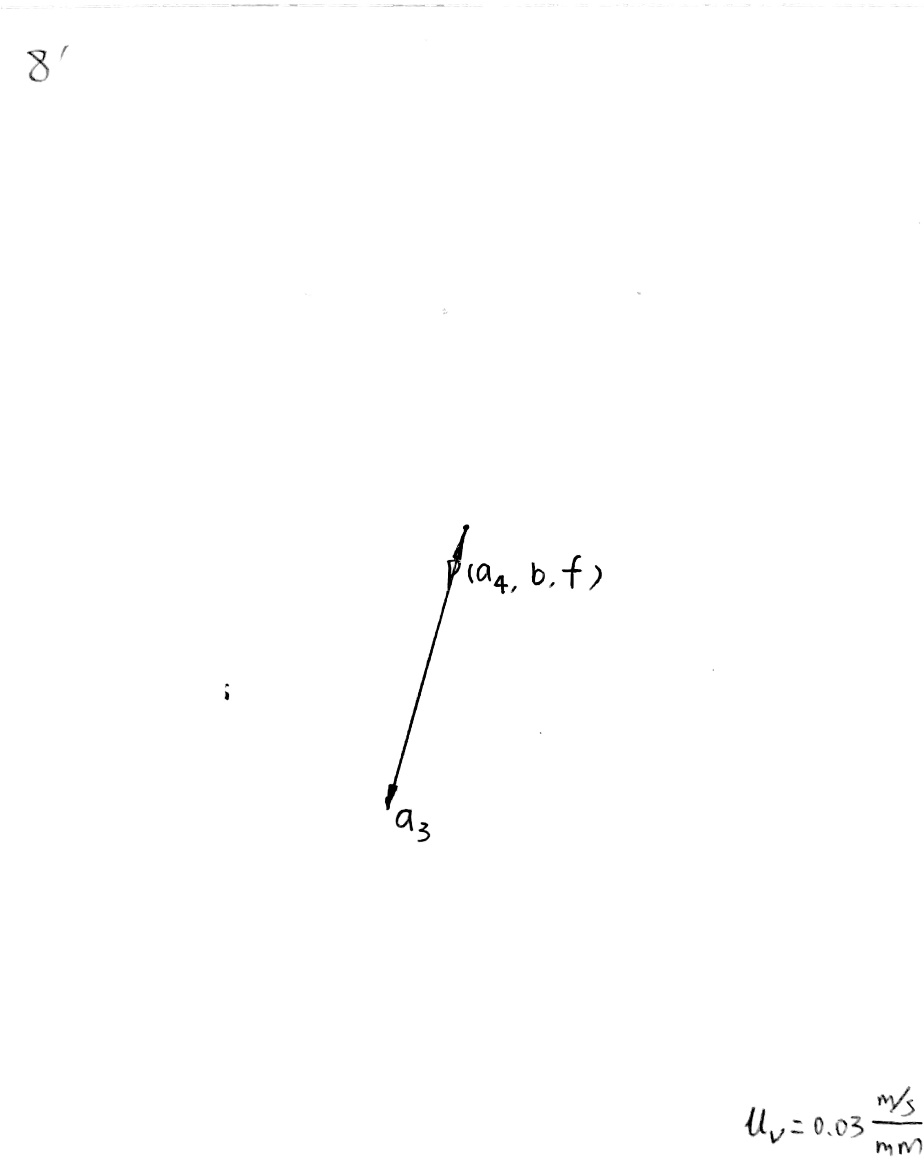 8'
P(a₄, b, f)
a₃
μᵥ = 0.03 m/s / mm